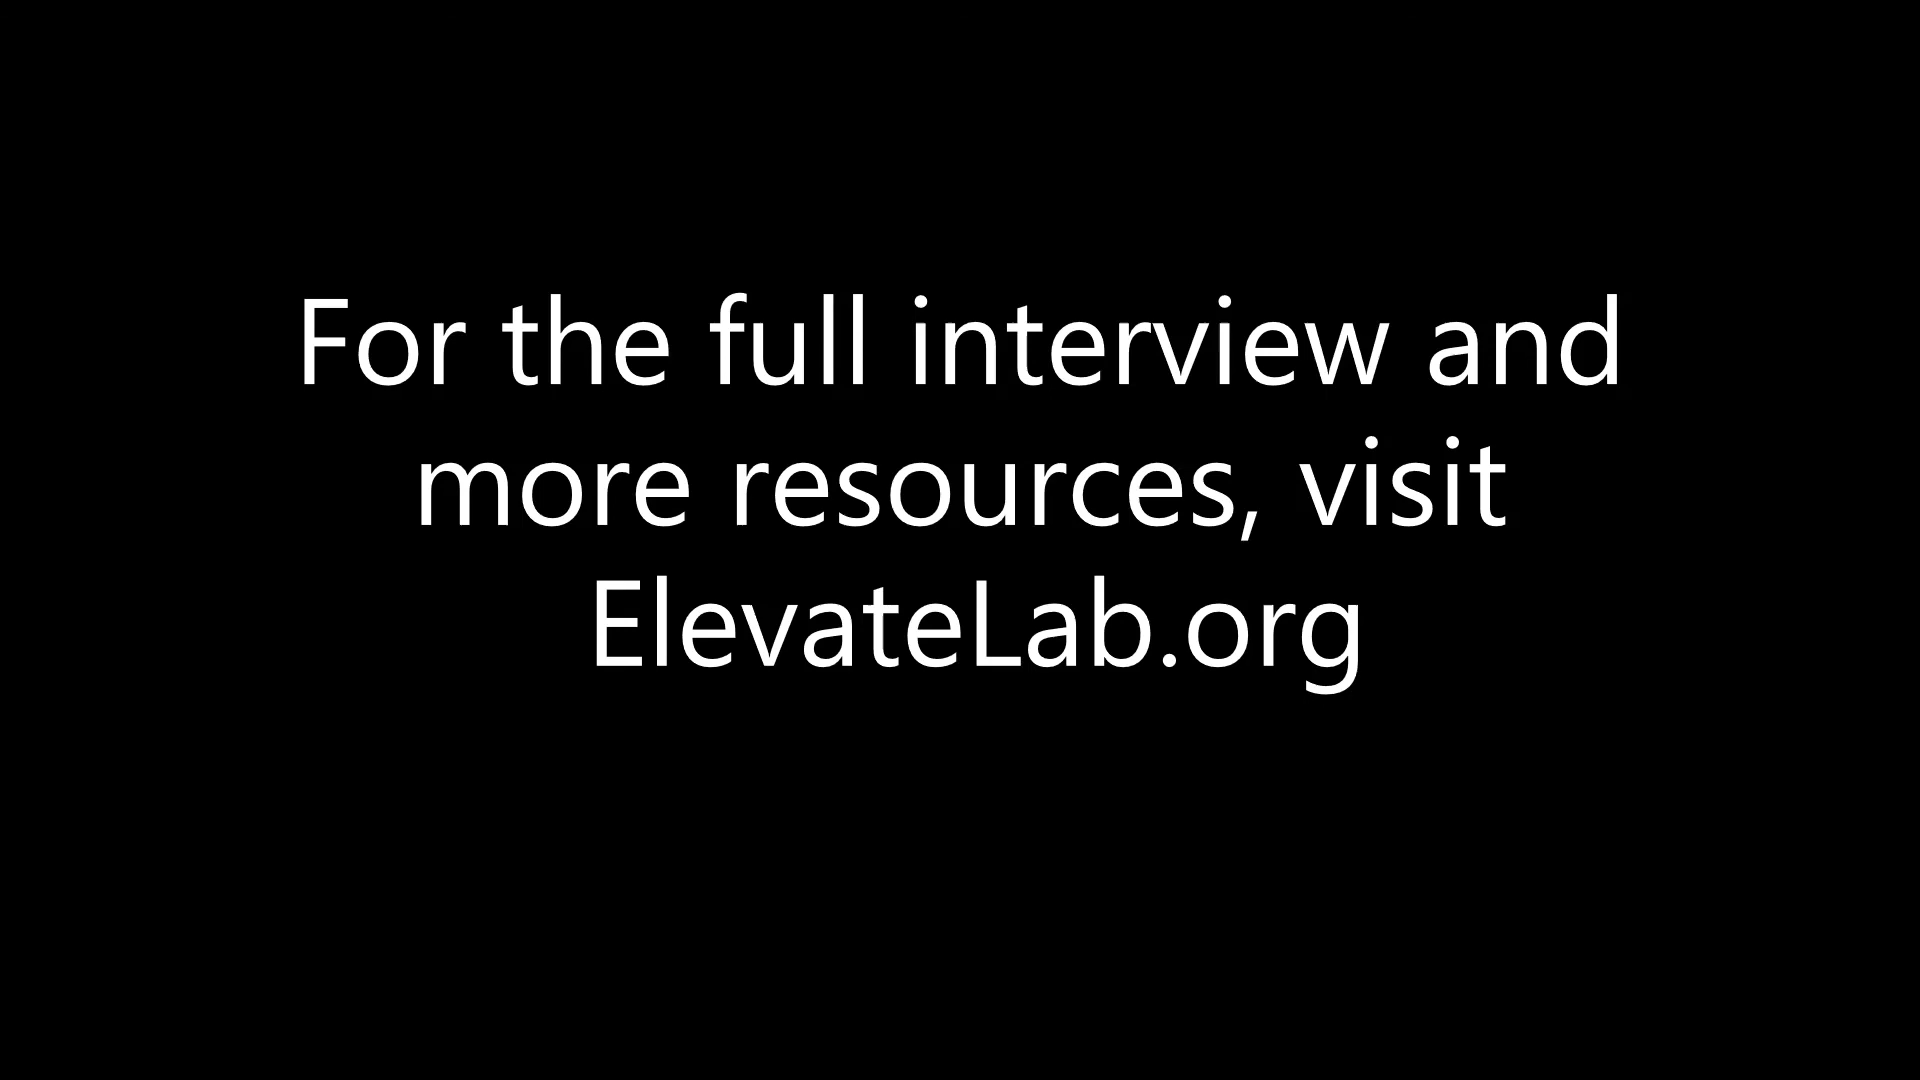 For the full interview and
more resources, visit
ElevateLab.org